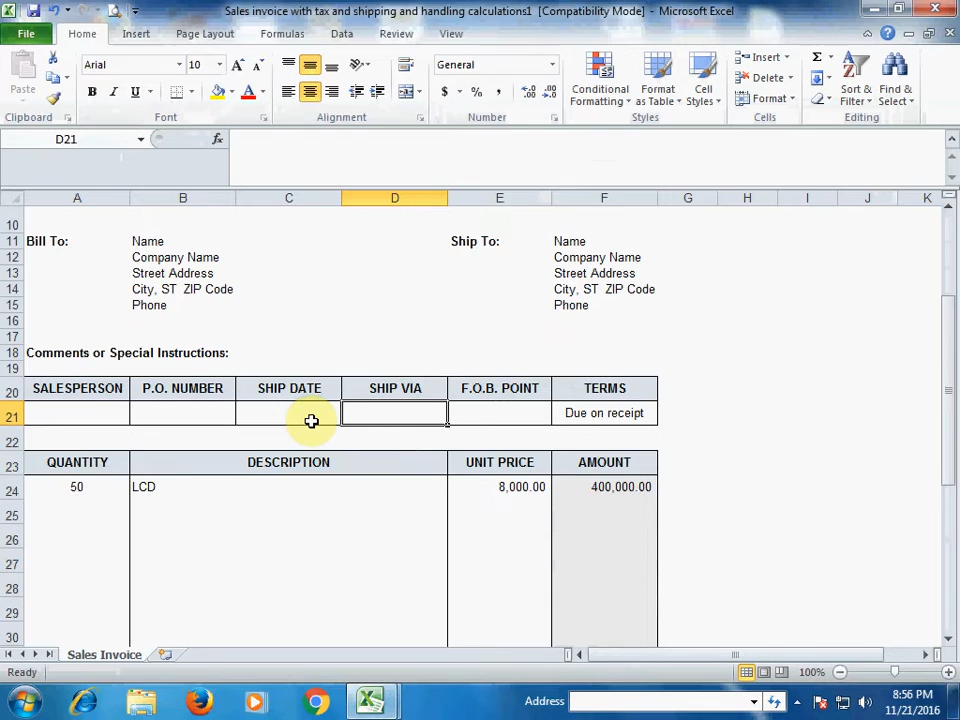 Sales invoice with tax and shipping and handling calculations1 [Compatibility Mode] - Microsoft Excel
File Home Insert Page Layout Formulas Data Review View
Paste
Arial 10
General
B I U
$ % ,
Conditional Formatting
Format as Table
Cell Styles
Insert
Delete
Format
Σ
Sort & Filter
Find & Select
Clipboard Font Alignment Number Styles Cells Editing
D21 fx
A B C D E F G H I J K
10
11 Bill To: Name Ship To: Name
12 Company Name Company Name
13 Street Address Street Address
14 City, ST ZIP Code City, ST ZIP Code
15 Phone Phone
16
17
18 Comments or Special Instructions:
19
20 SALESPERSON P.O. NUMBER SHIP DATE SHIP VIA F.O.B. POINT TERMS
21 Due on receipt
22
23 QUANTITY DESCRIPTION UNIT PRICE AMOUNT
24 50 LCD 8,000.00 400,000.00
25
26
27
28
29
30
Sales Invoice
Ready 100%
Address
8:56 PM
11/21/2016